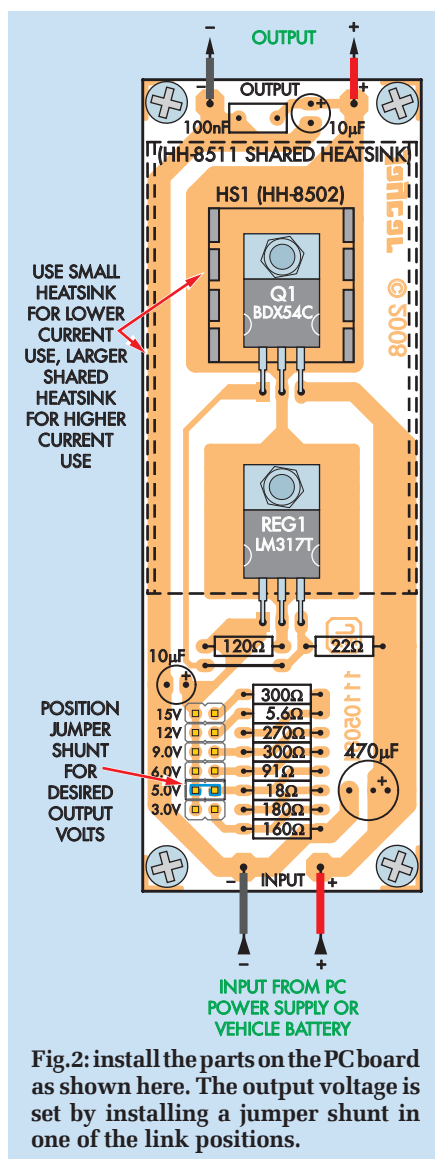 OUTPUT
− +
− OUTPUT +
100nF + 10µF
(HH-8511 SHARED HEATSINK)
HS1 (HH-8502)
Q1
BDX54C
© 2008
USE SMALL
HEATSINK
FOR LOWER
CURRENT
USE, LARGER
SHARED
HEATSINK
FOR HIGHER
CURRENT
USE
REG1
LM317T
120Ω 22Ω
10µF
+
POSITION
JUMPER
SHUNT
FOR
DESIRED
OUTPUT
VOLTS
15V
12V
9.0V
6.0V
5.0V
3.0V
300Ω
5.6Ω
270Ω
300Ω
91Ω
18Ω
180Ω
160Ω
470µF
+
− INPUT +
− +
INPUT FROM PC
POWER SUPPLY OR
VEHICLE BATTERY
Fig.2: install the parts on the PC board
as shown here. The output voltage is
set by installing a jumper shunt in
one of the link positions.